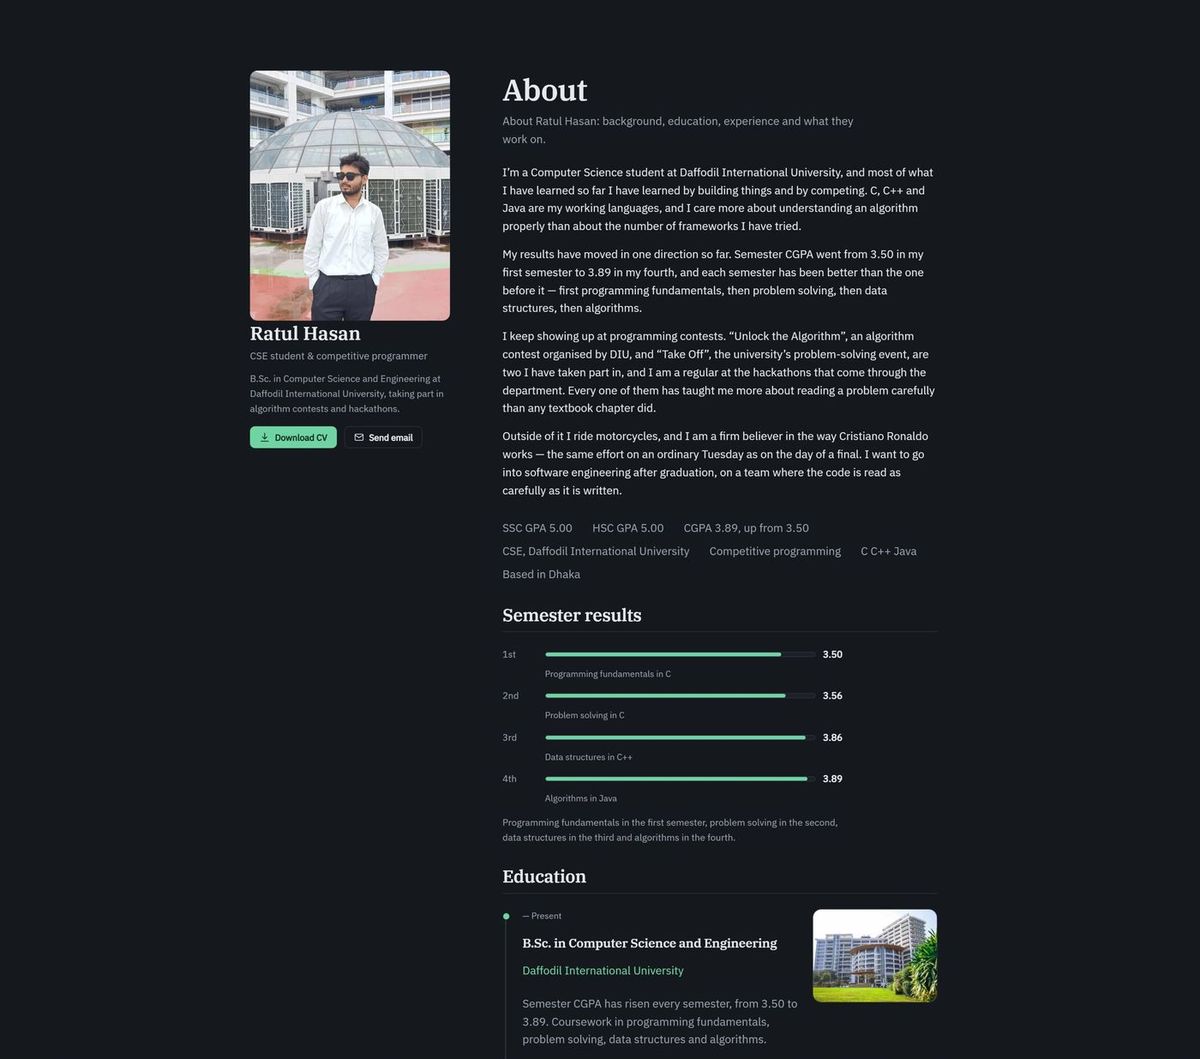 Ratul Hasan
CSE student & competitive programmer
B.Sc. in Computer Science and Engineering at
Daffodil International University, taking part in
algorithm contests and hackathons.
Download CV
Send email
About
About Ratul Hasan: background, education, experience and what they
work on.
I’m a Computer Science student at Daffodil International University, and most of what
I have learned so far I have learned by building things and by competing. C, C++ and
Java are my working languages, and I care more about understanding an algorithm
properly than about the number of frameworks I have tried.
My results have moved in one direction so far. Semester CGPA went from 3.50 in my
first semester to 3.89 in my fourth, and each semester has been better than the one
before it — first programming fundamentals, then problem solving, then data
structures, then algorithms.
I keep showing up at programming contests. “Unlock the Algorithm”, an algorithm
contest organised by DIU, and “Take Off”, the university’s problem-solving event, are
two I have taken part in, and I am a regular at the hackathons that come through the
department. Every one of them has taught me more about reading a problem carefully
than any textbook chapter did.
Outside of it I ride motorcycles, and I am a firm believer in the way Cristiano Ronaldo
works — the same effort on an ordinary Tuesday as on the day of a final. I want to go
into software engineering after graduation, on a team where the code is read as
carefully as it is written.
SSC GPA 5.00 HSC GPA 5.00 CGPA 3.89, up from 3.50
CSE, Daffodil International University Competitive programming C C++ Java
Based in Dhaka
Semester results
1st 3.50
Programming fundamentals in C
2nd 3.56
Problem solving in C
3rd 3.86
Data structures in C++
4th 3.89
Algorithms in Java
Programming fundamentals in the first semester, problem solving in the second,
data structures in the third and algorithms in the fourth.
Education
— Present
B.Sc. in Computer Science and Engineering
Daffodil International University
Semester CGPA has risen every semester, from 3.50 to
3.89. Coursework in programming fundamentals,
problem solving, data structures and algorithms.